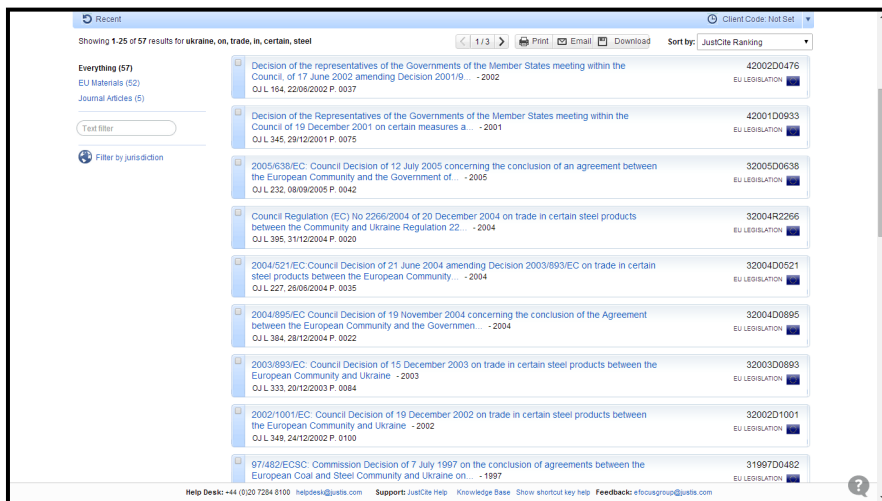 Recent
Client Code: Not Set
Showing 1-25 of 57 results for ukraine, on, trade, in, certain, steel
1/3
Print
Email
Download
Sort by:
JustCite Ranking
Everything (57)
EU Materials (52)
Journal Articles (5)
Text filter
Filter by jurisdiction
Decision of the representatives of the Governments of the Member States meeting within the
Council, of 17 June 2002 amending Decision 2001/9... - 2002
OJ L 164, 22/06/2002 P. 0037
42002D0476
EU LEGISLATION
Decision of the Representatives of the Governments of the Member States meeting within the
Council of 19 December 2001 on certain measures a... - 2001
OJ L 345, 29/12/2001 P. 0075
42001D0933
EU LEGISLATION
2005/638/EC: Council Decision of 12 July 2005 concerning the conclusion of an agreement between
the European Community and the Government of... - 2005
OJ L 232, 08/09/2005 P. 0042
32005D0638
EU LEGISLATION
Council Regulation (EC) No 2266/2004 of 20 December 2004 on trade in certain steel products
between the Community and Ukraine Regulation 22... - 2004
OJ L 395, 31/12/2004 P. 0020
32004R2266
EU LEGISLATION
2004/521/EC:Council Decision of 21 June 2004 amending Decision 2003/893/EC on trade in certain
steel products between the European Community... - 2004
OJ L 227, 26/06/2004 P. 0035
32004D0521
EU LEGISLATION
2004/895/EC Council Decision of 19 November 2004 concerning the conclusion of the Agreement
between the European Community and the Governmen... - 2004
OJ L 384, 28/12/2004 P. 0022
32004D0895
EU LEGISLATION
2003/893/EC: Council Decision of 15 December 2003 on trade in certain steel products between the
European Community and Ukraine - 2003
OJ L 333, 20/12/2003 P. 0084
32003D0893
EU LEGISLATION
2002/1001/EC: Council Decision of 19 December 2002 on trade in certain steel products between
the European Community and Ukraine - 2002
OJ L 349, 24/12/2002 P. 0100
32002D1001
EU LEGISLATION
97/482/ECSC: Commission Decision of 7 July 1997 on the conclusion of agreements between the
European Coal and Steel Community and Ukraine on... - 1997
31997D0482
EU LEGISLATION
Help Desk: +44 (0)20 7284 8100 helpdesk@justis.com Support: JustCite Help Knowledge Base Show shortcut key help Feedback: efocusgroup@justis.com
?